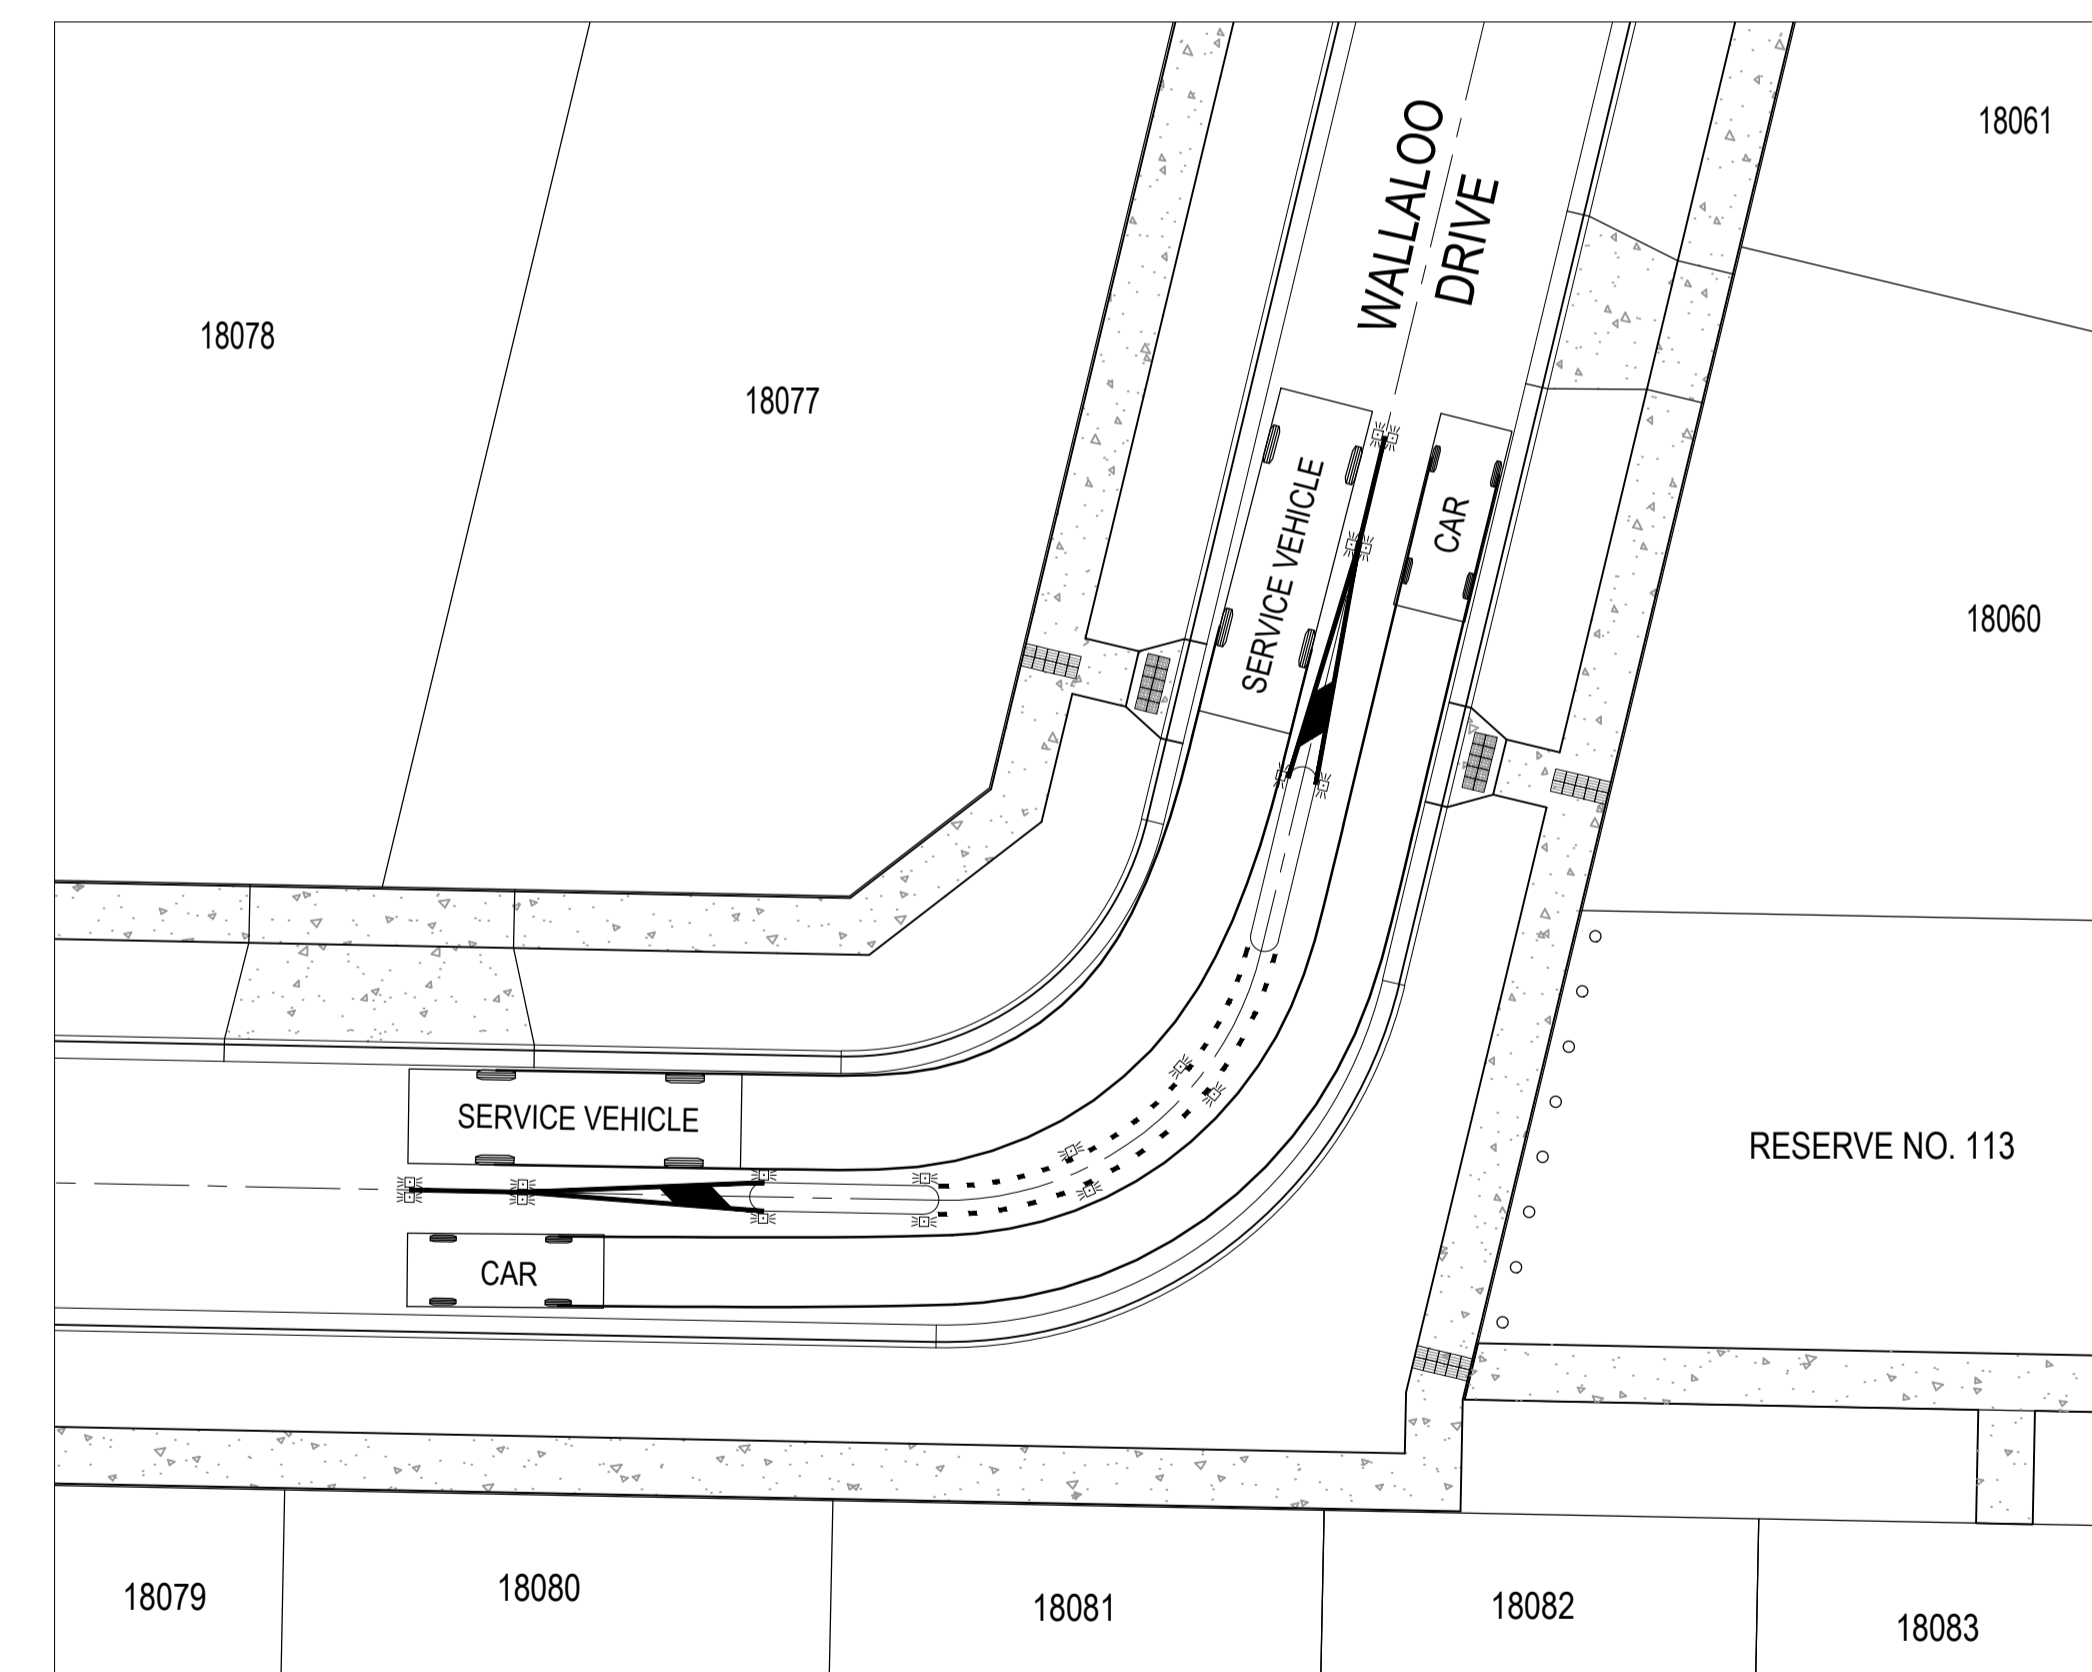 18061
WALLALOO
DRIVE
18078
18077
SERVICE VEHICLE
CAR
18060
SERVICE VEHICLE
RESERVE NO. 113
CAR
18079
18080
18081
18082
18083